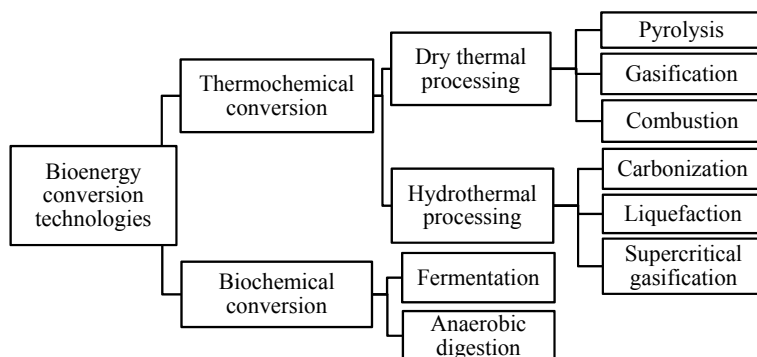 Bioenergy
conversion
technologies
Thermochemical
conversion
Dry thermal
processing
Pyrolysis
Gasification
Combustion
Hydrothermal
processing
Carbonization
Liquefaction
Supercritical
gasification
Biochemical
conversion
Fermentation
Anaerobic
digestion